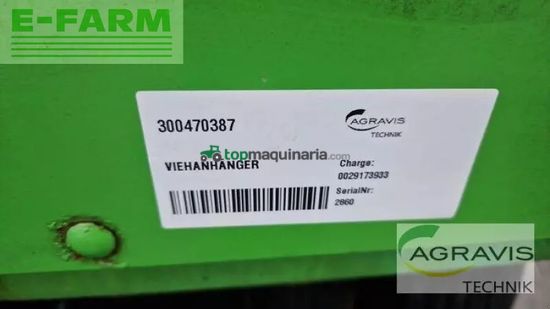 E-FARM
300470387
AGRAVIS
TECHNIK
topmaquinaria.com
VIEHANHANGER
Charge:
0029173933
SerialNr:
2860
AGRAVIS
TECHNIK